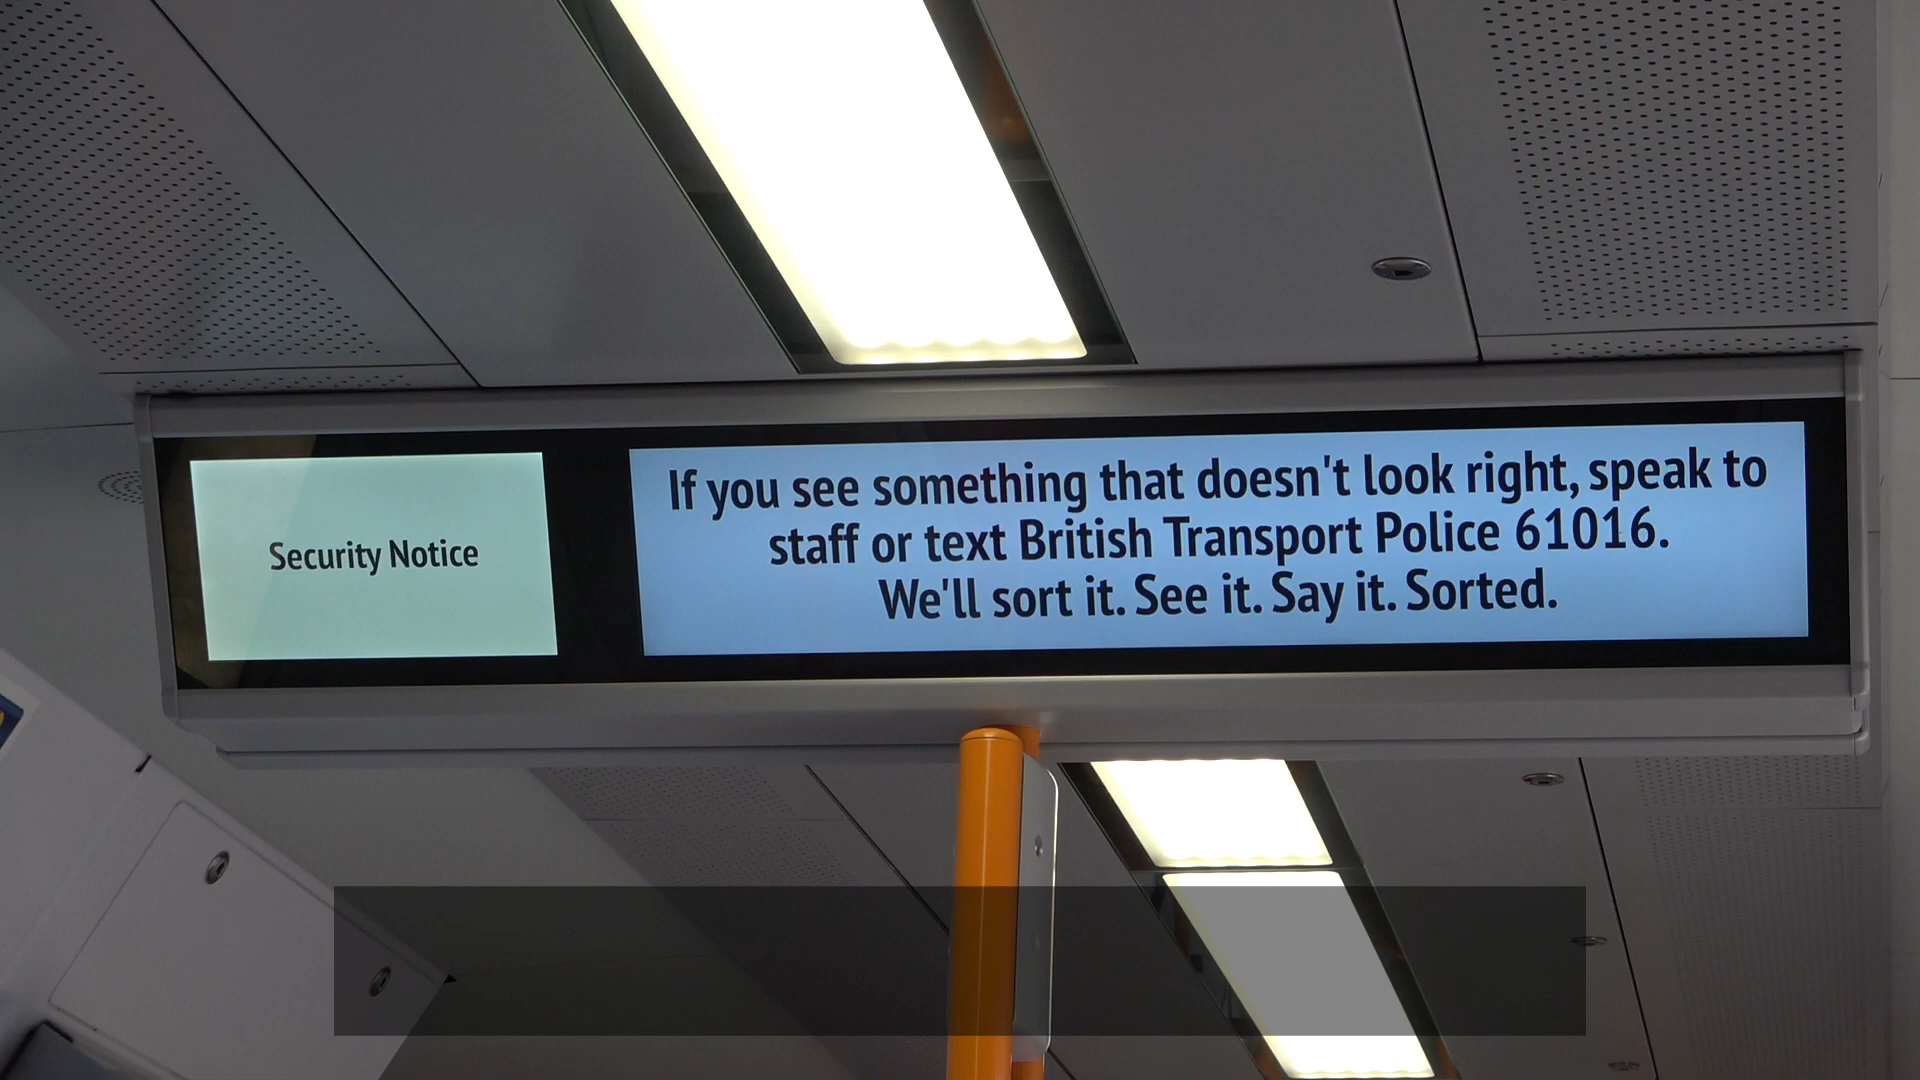 Security Notice
If you see something that doesn't look right, speak to
staff or text British Transport Police 61016.
We'll sort it. See it. Say it. Sorted.